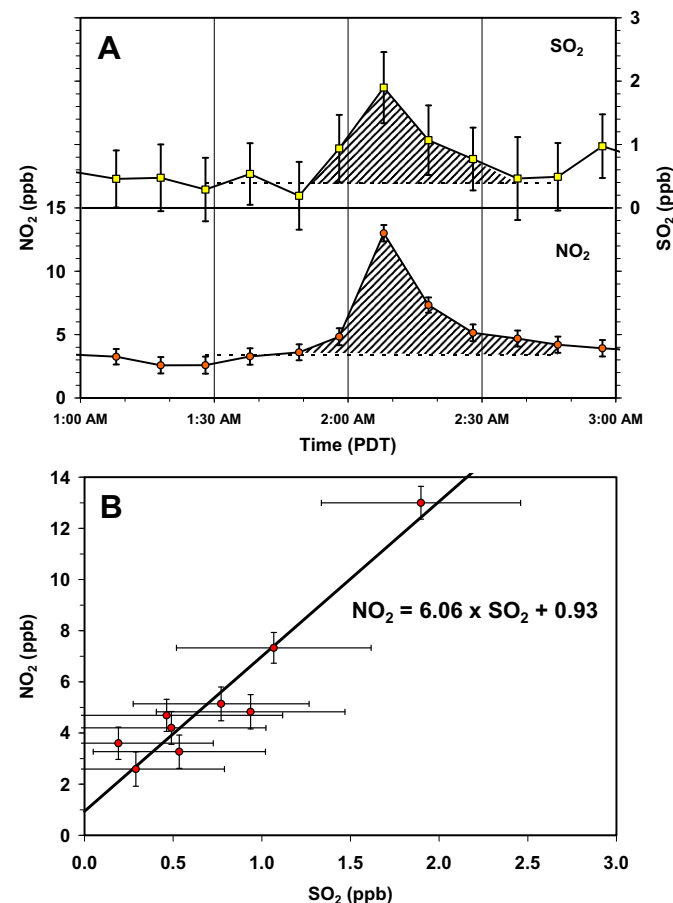 A
SO₂
3
2
1
0
SO₂ (ppb)
NO₂ (ppb)
15
10
5
0
NO₂
1:00 AM 1:30 AM 2:00 AM 2:30 AM 3:00 AM
Time (PDT)
B
14
12
10
8
6
4
2
0
NO₂ (ppb)
NO₂ = 6.06 x SO₂ + 0.93
0.0 0.5 1.0 1.5 2.0 2.5 3.0
SO₂ (ppb)